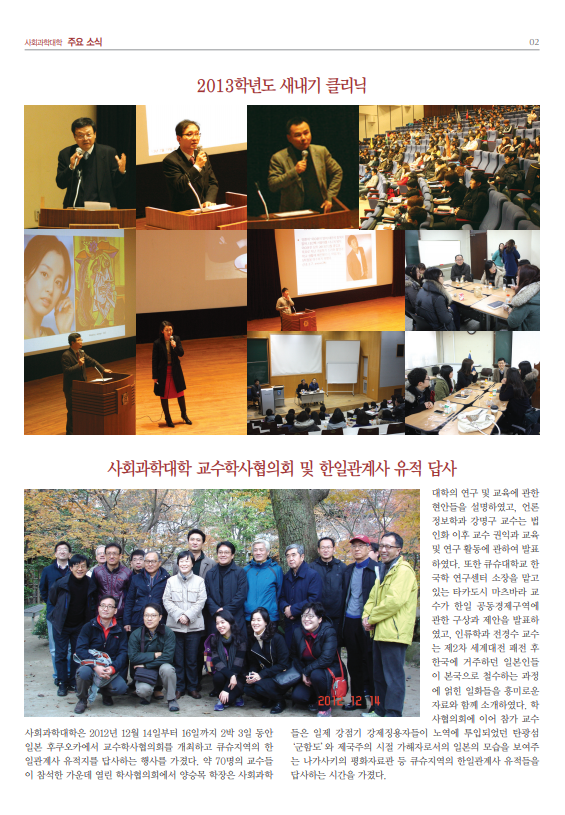 사회과학대학 주요 소식
02
2013학년도 새내기 클리닉
사회과학대학 교수학사협의회 및 한일관계사 유적 답사
2012 12 14
사회과학대학은 2012년 12월 14일부터 16일까지 2박 3일 동안
일본 후쿠오카에서 교수학사협의회를 개최하고 큐슈지역의 한
일관계사 유적지를 답사하는 행사를 가졌다. 약 70명의 교수들
이 참석한 가운데 열린 학사협의회에서 양승목 학장은 사회과학
대학의 연구 및 교육에 관한
현안들을 설명하였고, 언론
정보학과 강명구 교수는 법
인화 이후 교수 권익과 교육
및 연구 활동에 관하여 발표
하였다. 또한 큐슈대학교 한
국학 연구센터 소장을 맡고
있는 타카도시 마츠바라 교
수가 한일 공동경제구역에
관한 구상과 제안을 발표하
였고, 인류학과 전경수 교수
는 제2차 세계대전 패전 후
한국에 거주하던 일본인들
이 본국으로 철수하는 과정
에 얽힌 일화들을 흥미로운
자료와 함께 소개하였다. 학
사협의회에 이어 참가 교수
들은 일제 강점기 강제징용자들이 노역에 투입되었던 탄광섬
‘군함도’와 제국주의 시절 가해자로서의 일본의 모습을 보여주
는 나가사키의 평화자료관 등 큐슈지역의 한일관계사 유적들을
답사하는 시간을 가졌다.